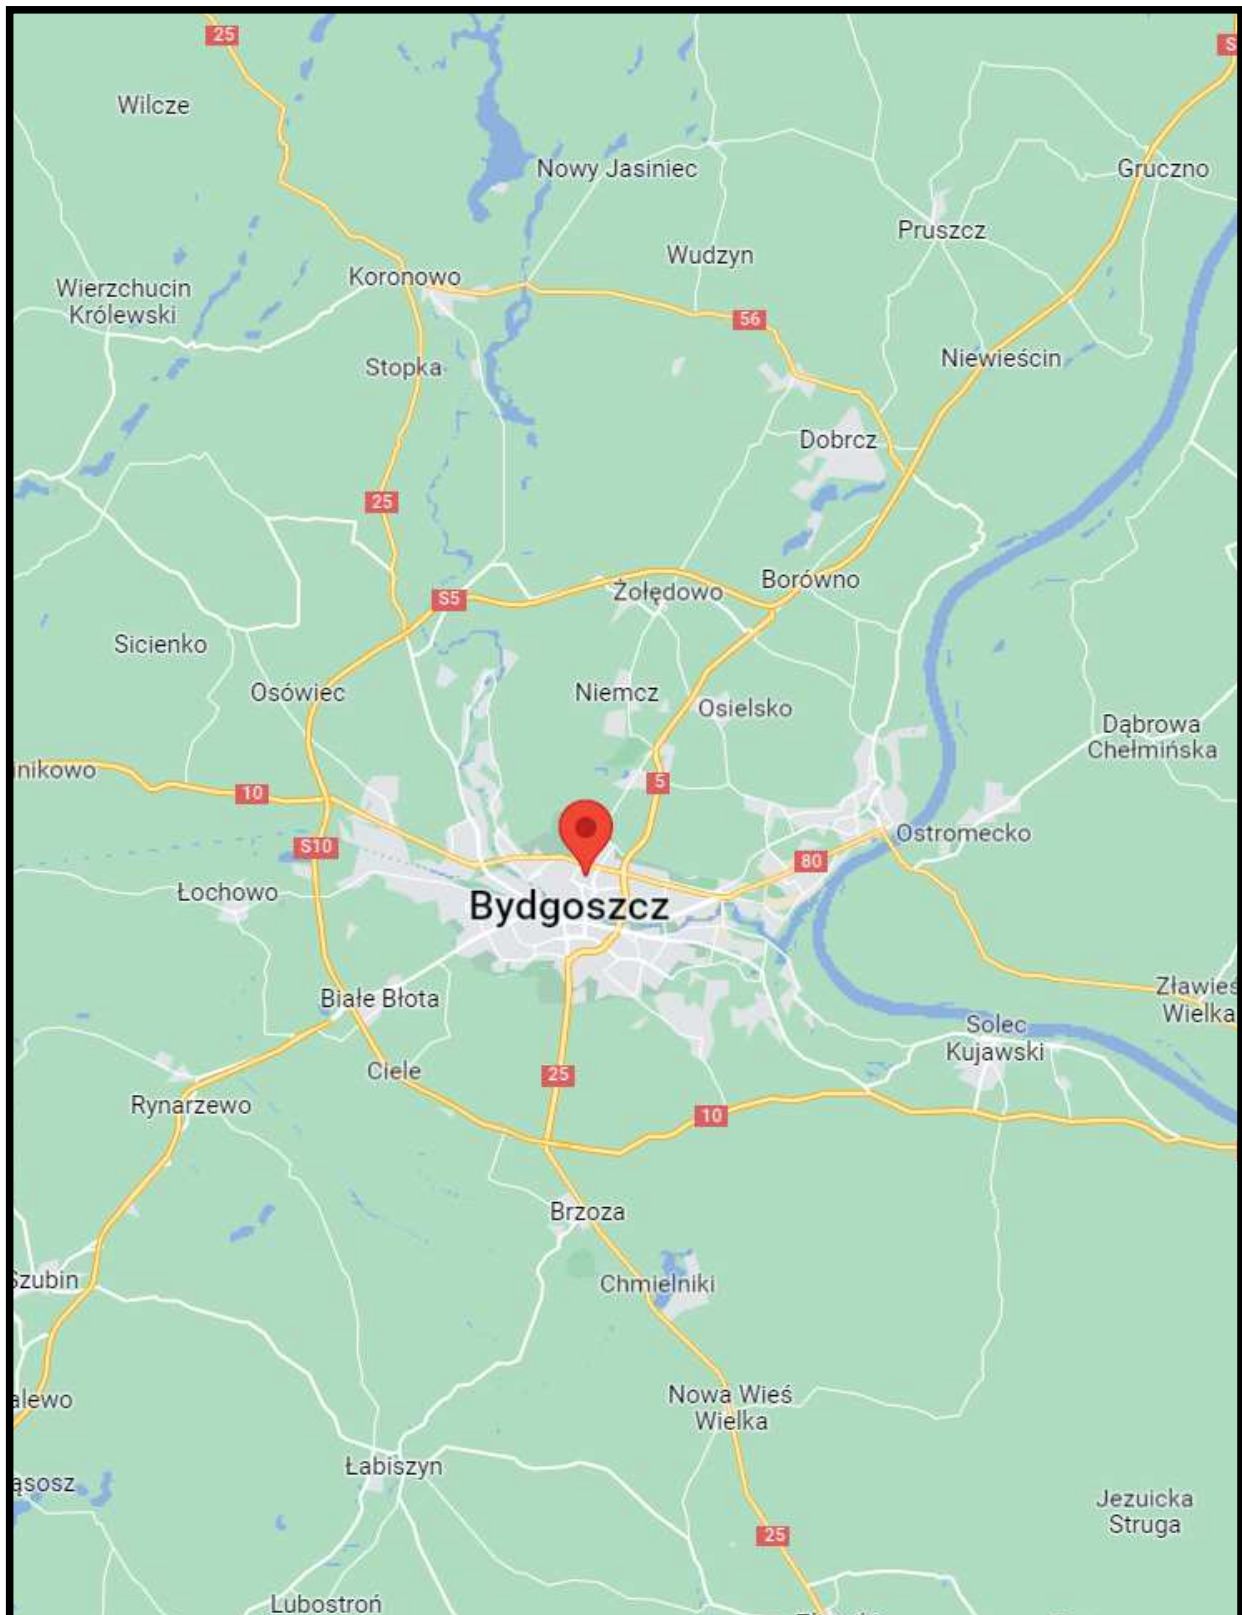 25
S
Wilcze
Nowy Jasiniec
Gruczno
Pruszcz
Wudzyn
Koronowo
Wierzchucin
Królewski
56
Niewieścin
Stopka
Dobrcz
25
Borówno
Żołędowo
S5
Sicienko
Osówiec
Niemcz
Osielsko
Dąbrowa
Chełmińska
inikowo
5
10
Ostromecko
S10
80
Łochowo
Bydgoszcz
Białe Błota
Zławieś
Wielka
Solec
Kujawski
Ciele
25
Rynarzewo
10
Brzoza
Szubin
Chmielniki
alewo
Nowa Wieś
Wielka
Łabiszyn
ąsosz
Jezuicka
Struga
25
Lubostroń